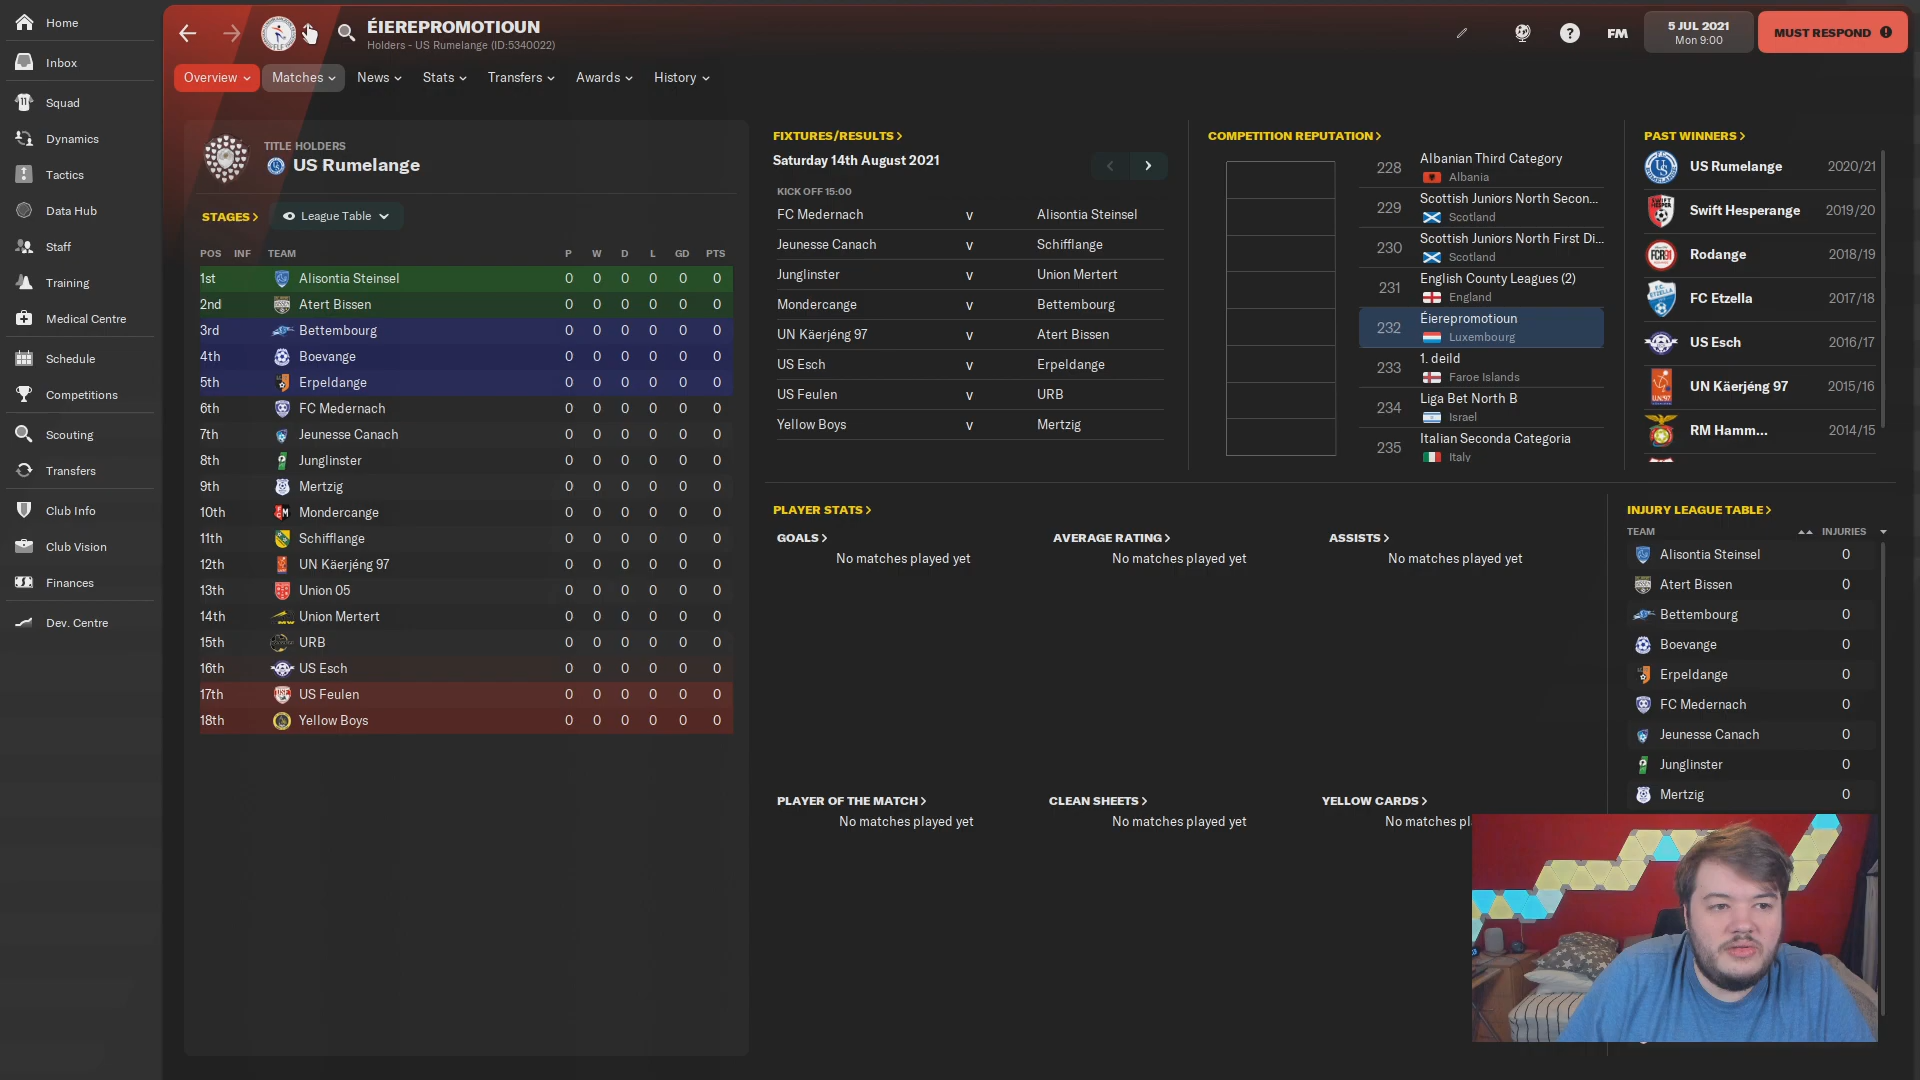 Home
Inbox
Squad
Dynamics
Tactics
Data Hub
Staff
Training
Medical Centre
Schedule
Competitions
Scouting
Transfers
Club Info
Club Vision
Finances
Dev. Centre
ÉIEREPROMOTIOUN
Holders - US Rumelange (ID:5340022)
FM
5 JUL 2021
Mon 9:00
MUST RESPOND
Overview Matches News Stats Transfers Awards History
TITLE HOLDERS
US Rumelange
STAGES > League Table
POS INF TEAM P W D L GD PTS
1st Alisontia Steinsel 0 0 0 0 0 0
2nd Atert Bissen 0 0 0 0 0 0
3rd Bettembourg 0 0 0 0 0 0
4th Boevange 0 0 0 0 0 0
5th Erpeldange 0 0 0 0 0 0
6th FC Medernach 0 0 0 0 0 0
7th Jeunesse Canach 0 0 0 0 0 0
8th Junglinster 0 0 0 0 0 0
9th Mertzig 0 0 0 0 0 0
10th Mondercange 0 0 0 0 0 0
11th Schifflange 0 0 0 0 0 0
12th UN Käerjéng 97 0 0 0 0 0 0
13th Union 05 0 0 0 0 0 0
14th Union Mertert 0 0 0 0 0 0
15th URB 0 0 0 0 0 0
16th US Esch 0 0 0 0 0 0
17th US Feulen 0 0 0 0 0 0
18th Yellow Boys 0 0 0 0 0 0
FIXTURES/RESULTS >
Saturday 14th August 2021
KICK OFF 15:00
FC Medernach v Alisontia Steinsel
Jeunesse Canach v Schifflange
Junglinster v Union Mertert
Mondercange v Bettembourg
UN Käerjéng 97 v Atert Bissen
US Esch v Erpeldange
US Feulen v URB
Yellow Boys v Mertzig
COMPETITION REPUTATION >
228 Albanian Third Category
Albania
229 Scottish Juniors North Secon...
Scotland
230 Scottish Juniors North First Di...
Scotland
231 English County Leagues (2)
England
232 Éierepromotioun
Luxembourg
233 1. deild
Faroe Islands
234 Liga Bet North B
Israel
235 Italian Seconda Categoria
Italy
PAST WINNERS >
US Rumelange 2020/21
Swift Hesperange 2019/20
Rodange 2018/19
FC Etzella 2017/18
US Esch 2016/17
UN Käerjéng 97 2015/16
RM Hamm... 2014/15
PLAYER STATS >
GOALS >
No matches played yet
AVERAGE RATING >
No matches played yet
ASSISTS >
No matches played yet
PLAYER OF THE MATCH >
No matches played yet
CLEAN SHEETS >
No matches played yet
YELLOW CARDS >
No matches pl
INJURY LEAGUE TABLE >
TEAM INJURIES
Alisontia Steinsel 0
Atert Bissen 0
Bettembourg 0
Boevange 0
Erpeldange 0
FC Medernach 0
Jeunesse Canach 0
Junglinster 0
Mertzig 0